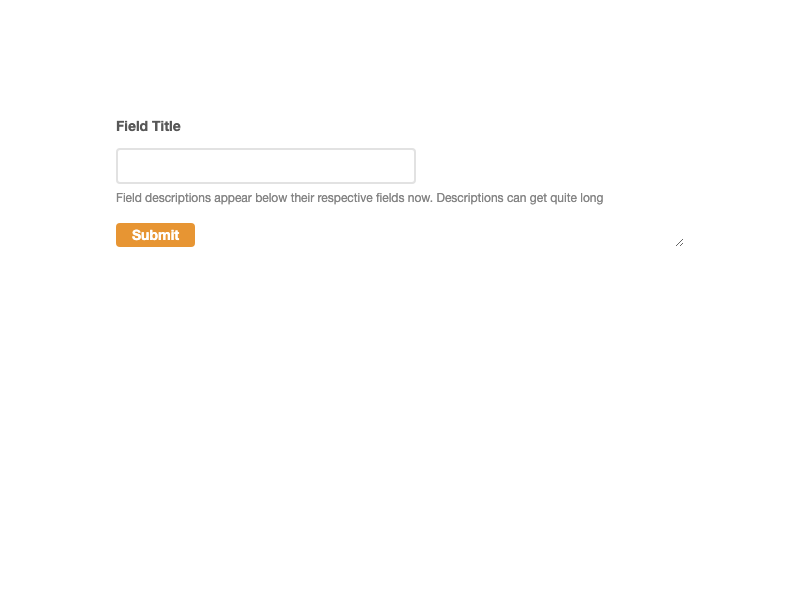 Field Title
Field descriptions appear below their respective fields now. Descriptions can get quite long
Submit